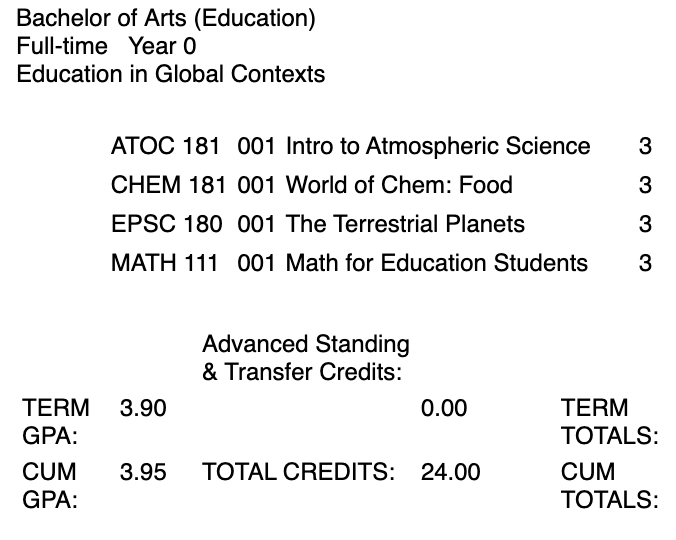 Bachelor of Arts (Education)
Full-time Year 0
Education in Global Contexts
ATOC 181 001 Intro to Atmospheric Science 3
CHEM 181 001 World of Chem: Food 3
EPSC 180 001 The Terrestrial Planets 3
MATH 111 001 Math for Education Students 3
Advanced Standing
& Transfer Credits:
TERM 3.90 0.00 TERM
GPA: TOTALS:
CUM 3.95 TOTAL CREDITS: 24.00 CUM
GPA: TOTALS: